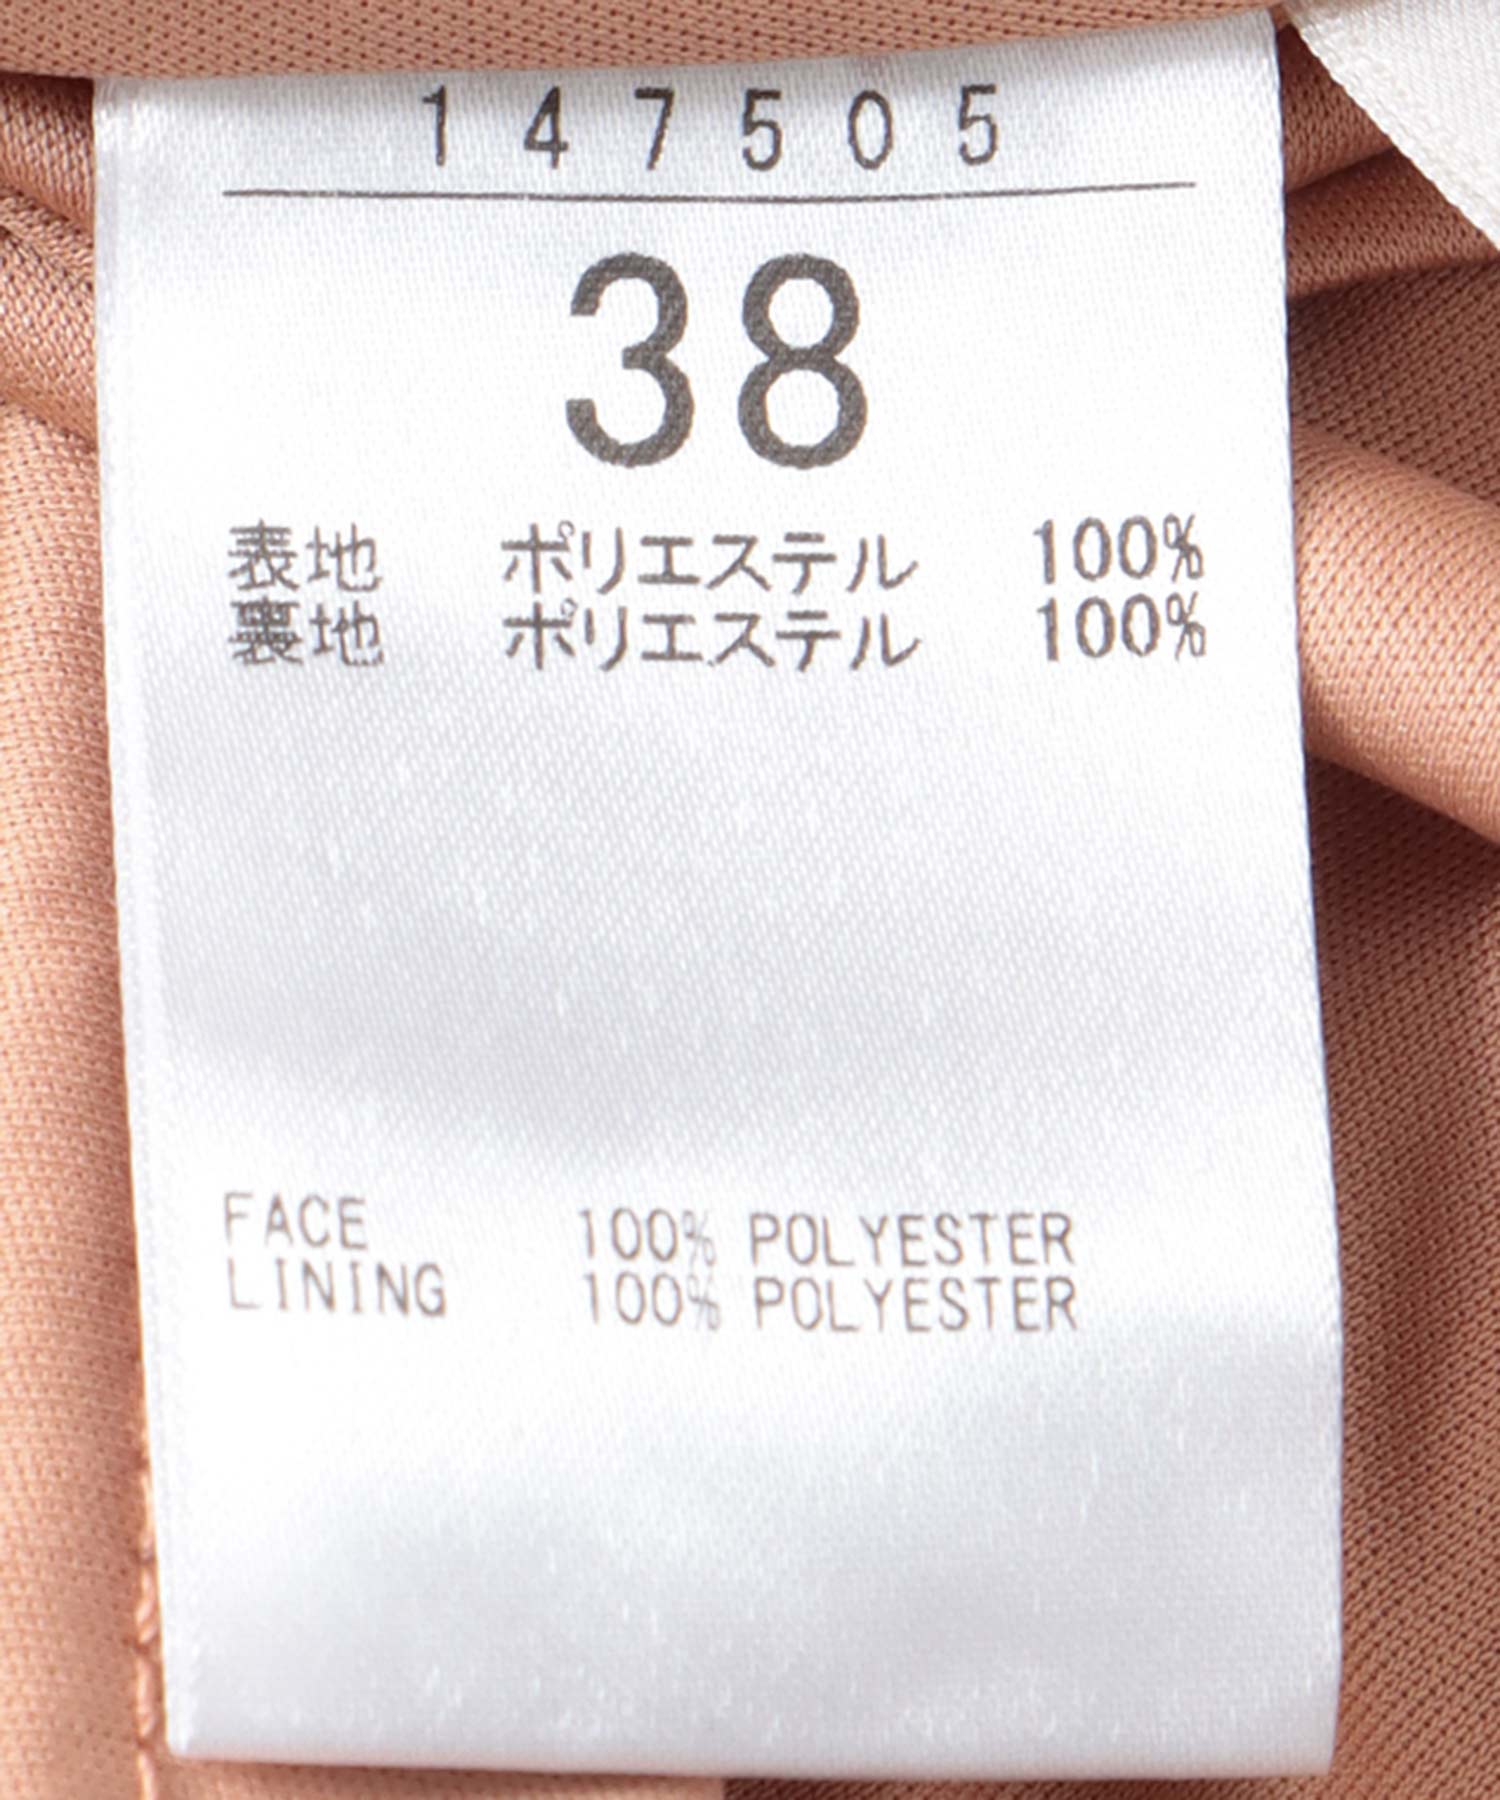 147505
38
表地 ポリエステル 100%
裏地 ポリエステル 100%
FACE 100% POLYESTER
LINING 100% POLYESTER